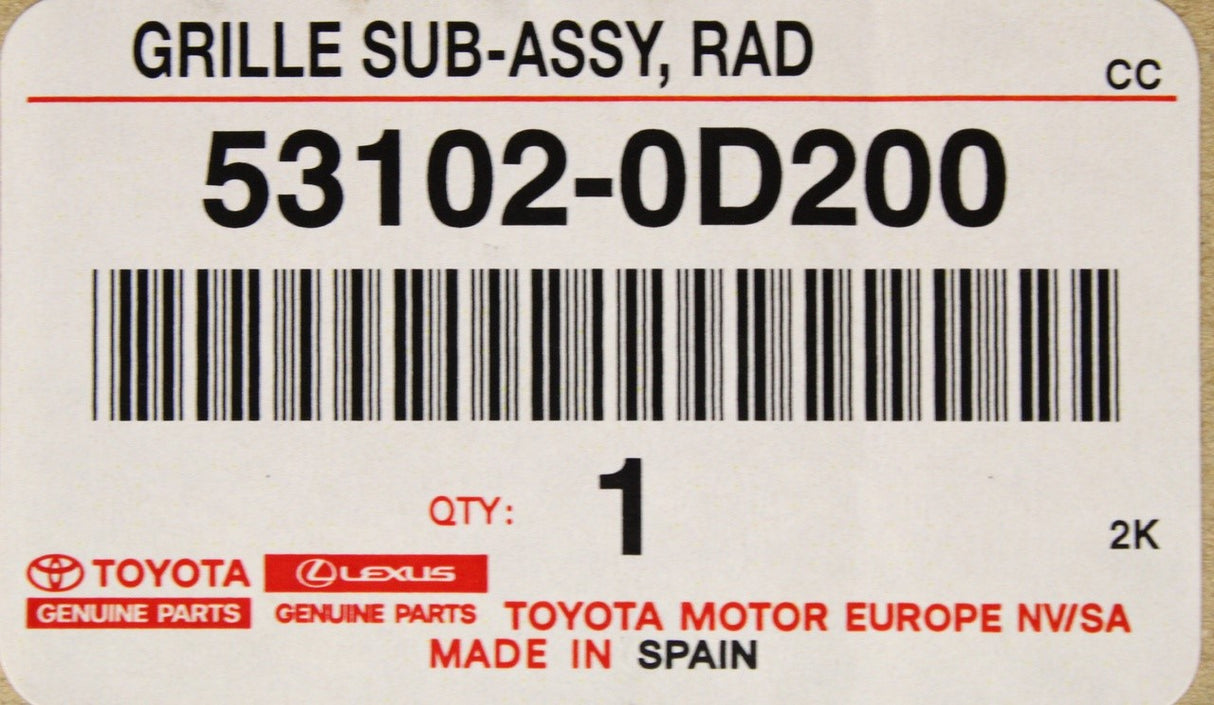 GRILLE SUB-ASSY, RAD
CC
53102-0D200
QTY: 1
2K
TOYOTA LEXUS
GENUINE PARTS GENUINE PARTS TOYOTA MOTOR EUROPE NV/SA
MADE IN SPAIN